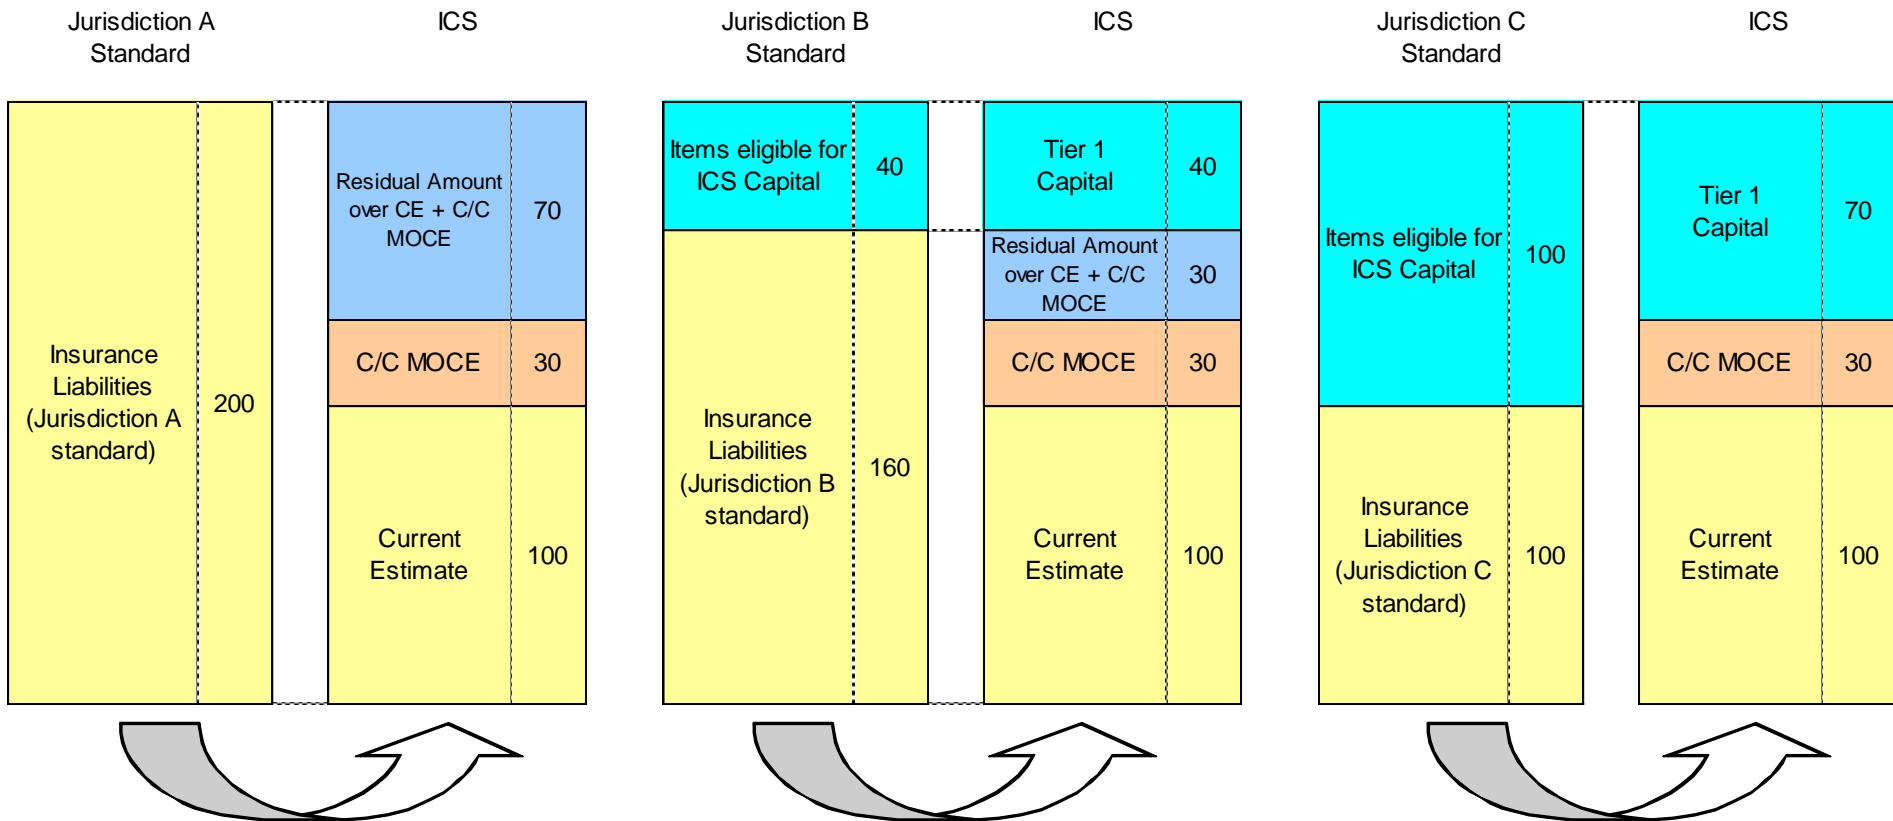 Jurisdiction A
Standard
ICS
Insurance
Liabilities
(Jurisdiction A
standard)
200
Residual Amount
over CE + C/C
MOCE
70
C/C MOCE
30
Current
Estimate
100
Jurisdiction B
Standard
ICS
Items eligible for
ICS Capital
40
Insurance
Liabilities
(Jurisdiction B
standard)
160
Tier 1
Capital
40
Residual Amount
over CE + C/C
MOCE
30
C/C MOCE
30
Current
Estimate
100
Jurisdiction C
Standard
ICS
Items eligible for
ICS Capital
100
Insurance
Liabilities
(Jurisdiction C
standard)
100
Tier 1
Capital
70
C/C MOCE
30
Current
Estimate
100